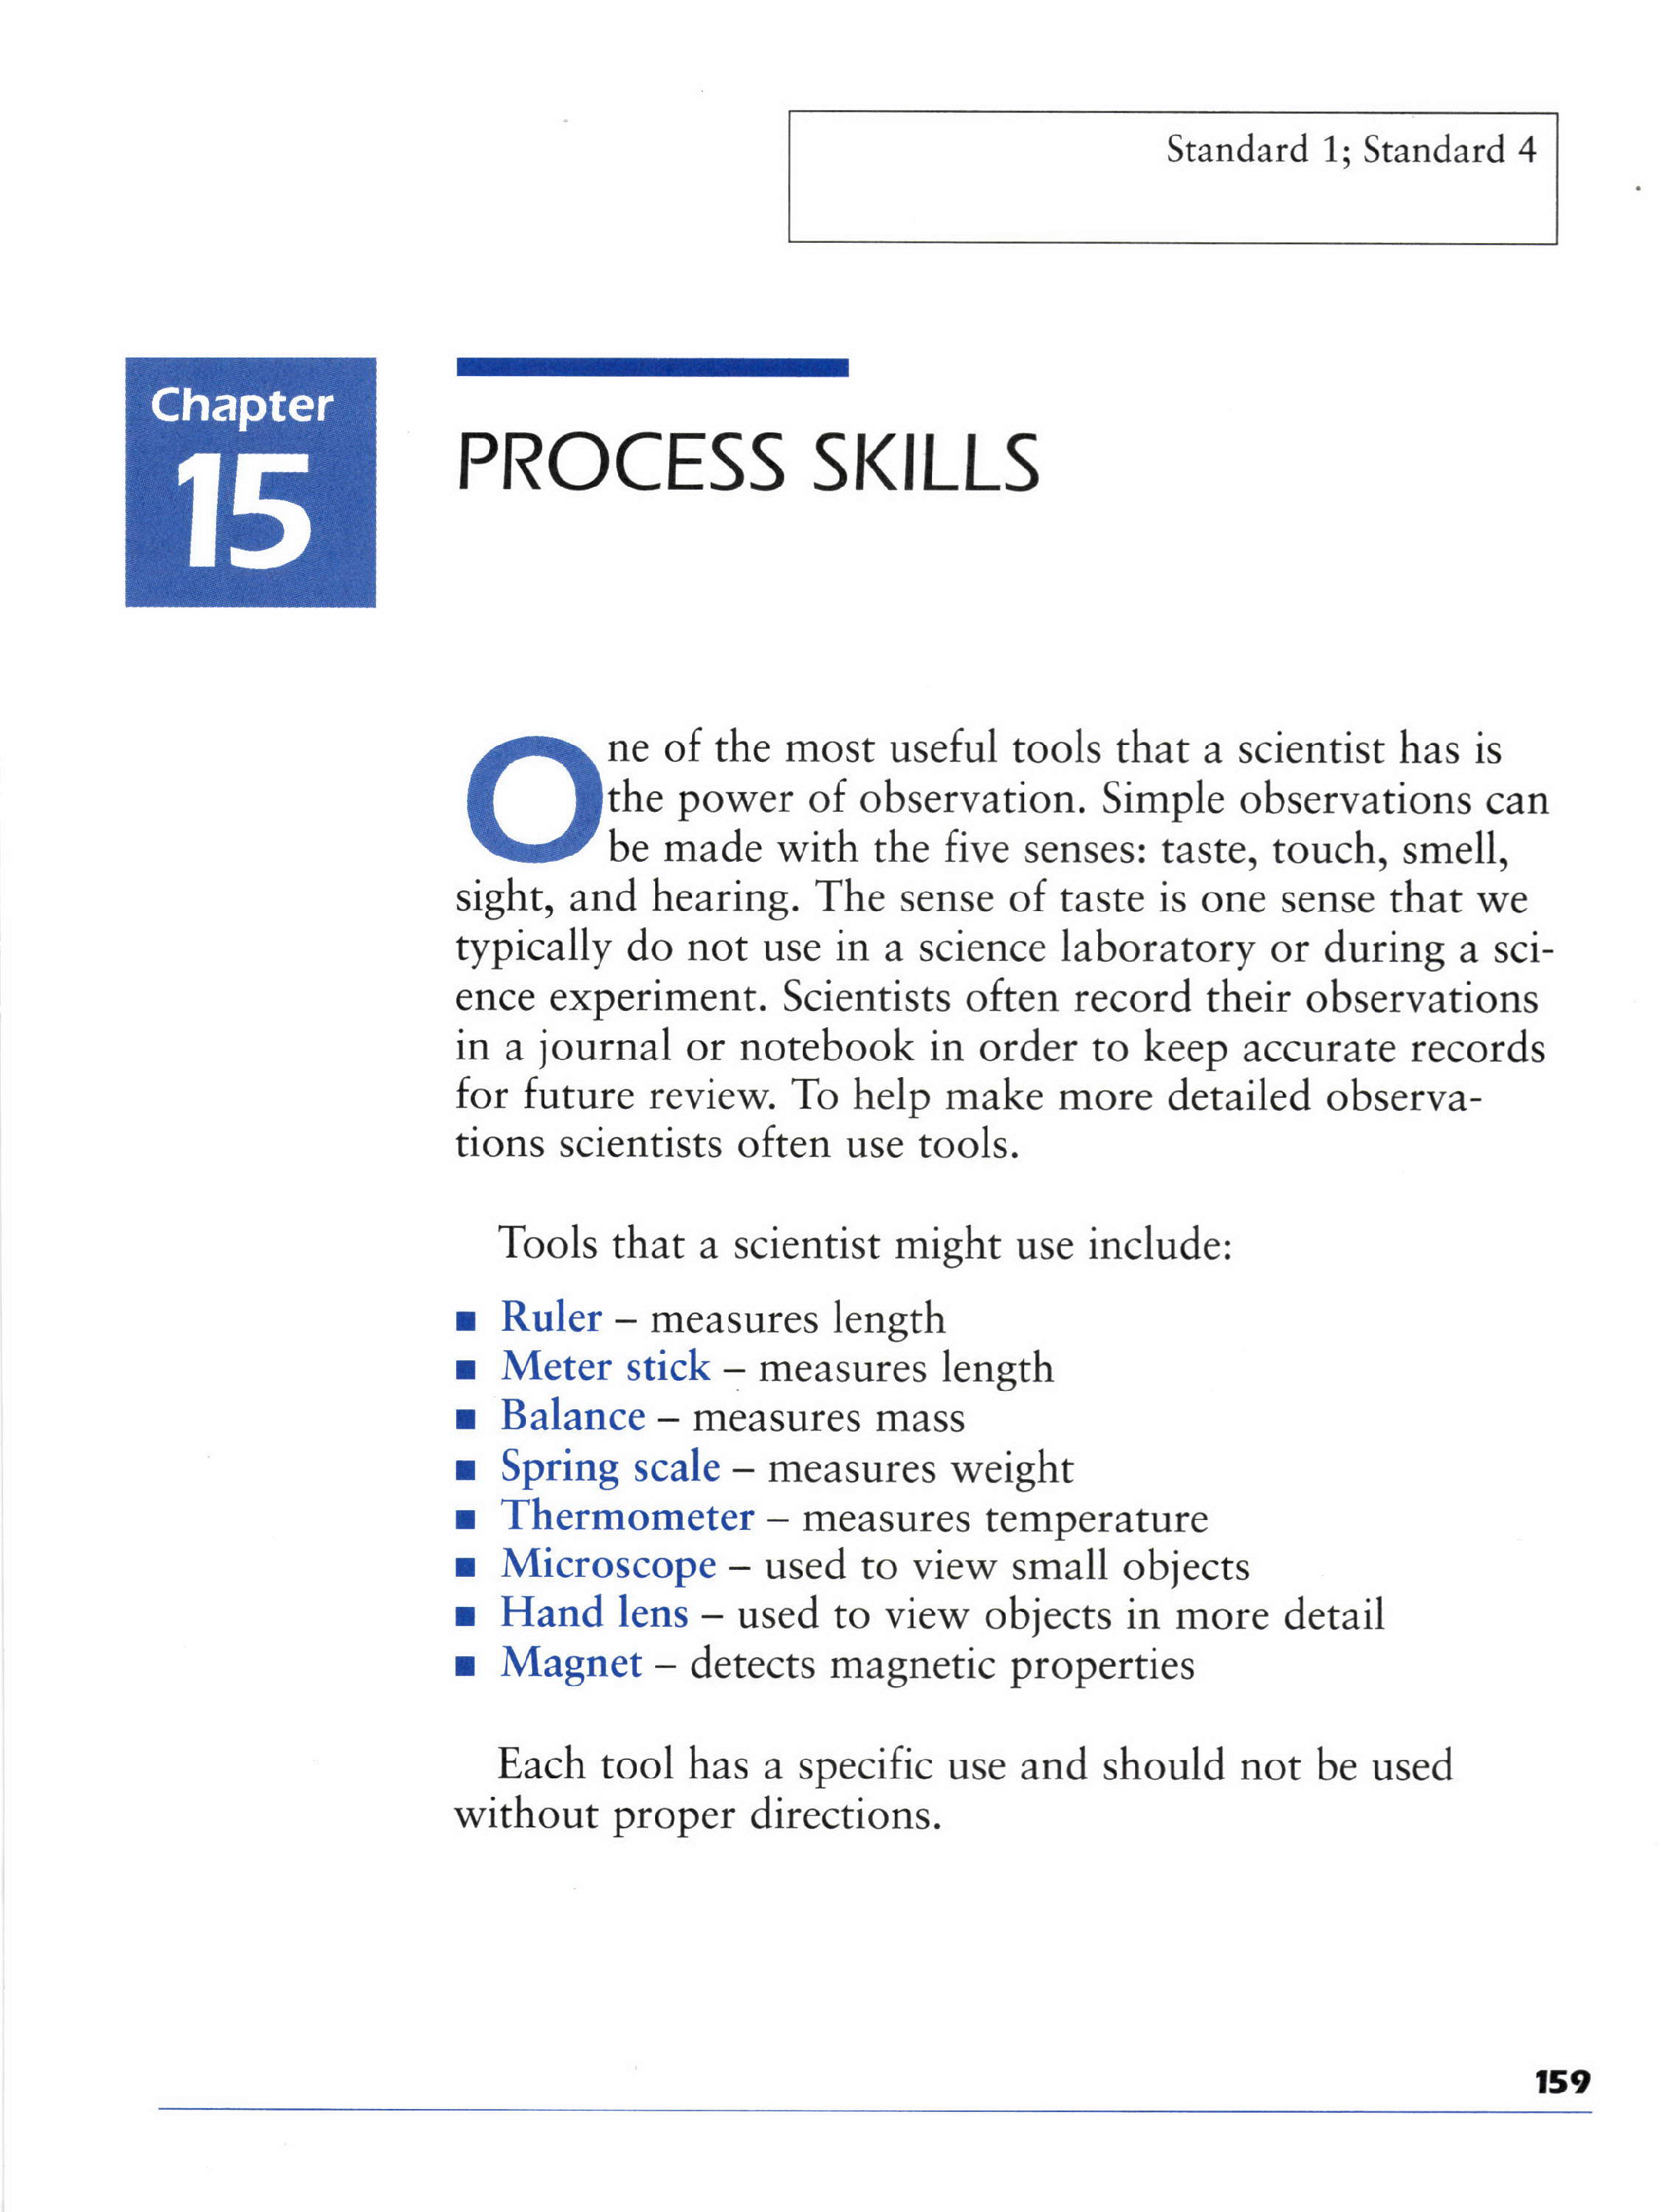 Standard 1; Standard 4
Chapter
15
PROCESS SKILLS
One of the most useful tools that a scientist has is
the power of observation. Simple observations can
be made with the five senses: taste, touch, smell,
sight, and hearing. The sense of taste is one sense that we
typically do not use in a science laboratory or during a sci-
ence experiment. Scientists often record their observations
in a journal or notebook in order to keep accurate records
for future review. To help make more detailed observa-
tions scientists often use tools.
Tools that a scientist might use include:
■ Ruler – measures length
■ Meter stick – measures length
■ Balance – measures mass
■ Spring scale – measures weight
■ Thermometer – measures temperature
■ Microscope – used to view small objects
■ Hand lens – used to view objects in more detail
■ Magnet – detects magnetic properties
Each tool has a specific use and should not be used
without proper directions.
159